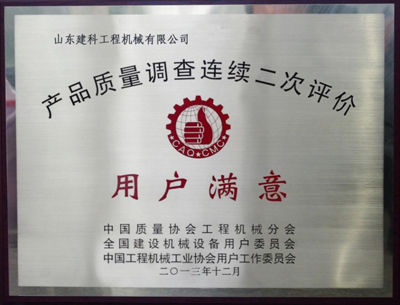 山东建科工程机械有限公司
产品质量调查连续二次评价
CAQ★CMC
用户满意
中国质量协会工程机械分会
全国建设机械设备用户委员会
中国工程机械工业协会用户工作委员会
二〇一三年十二月